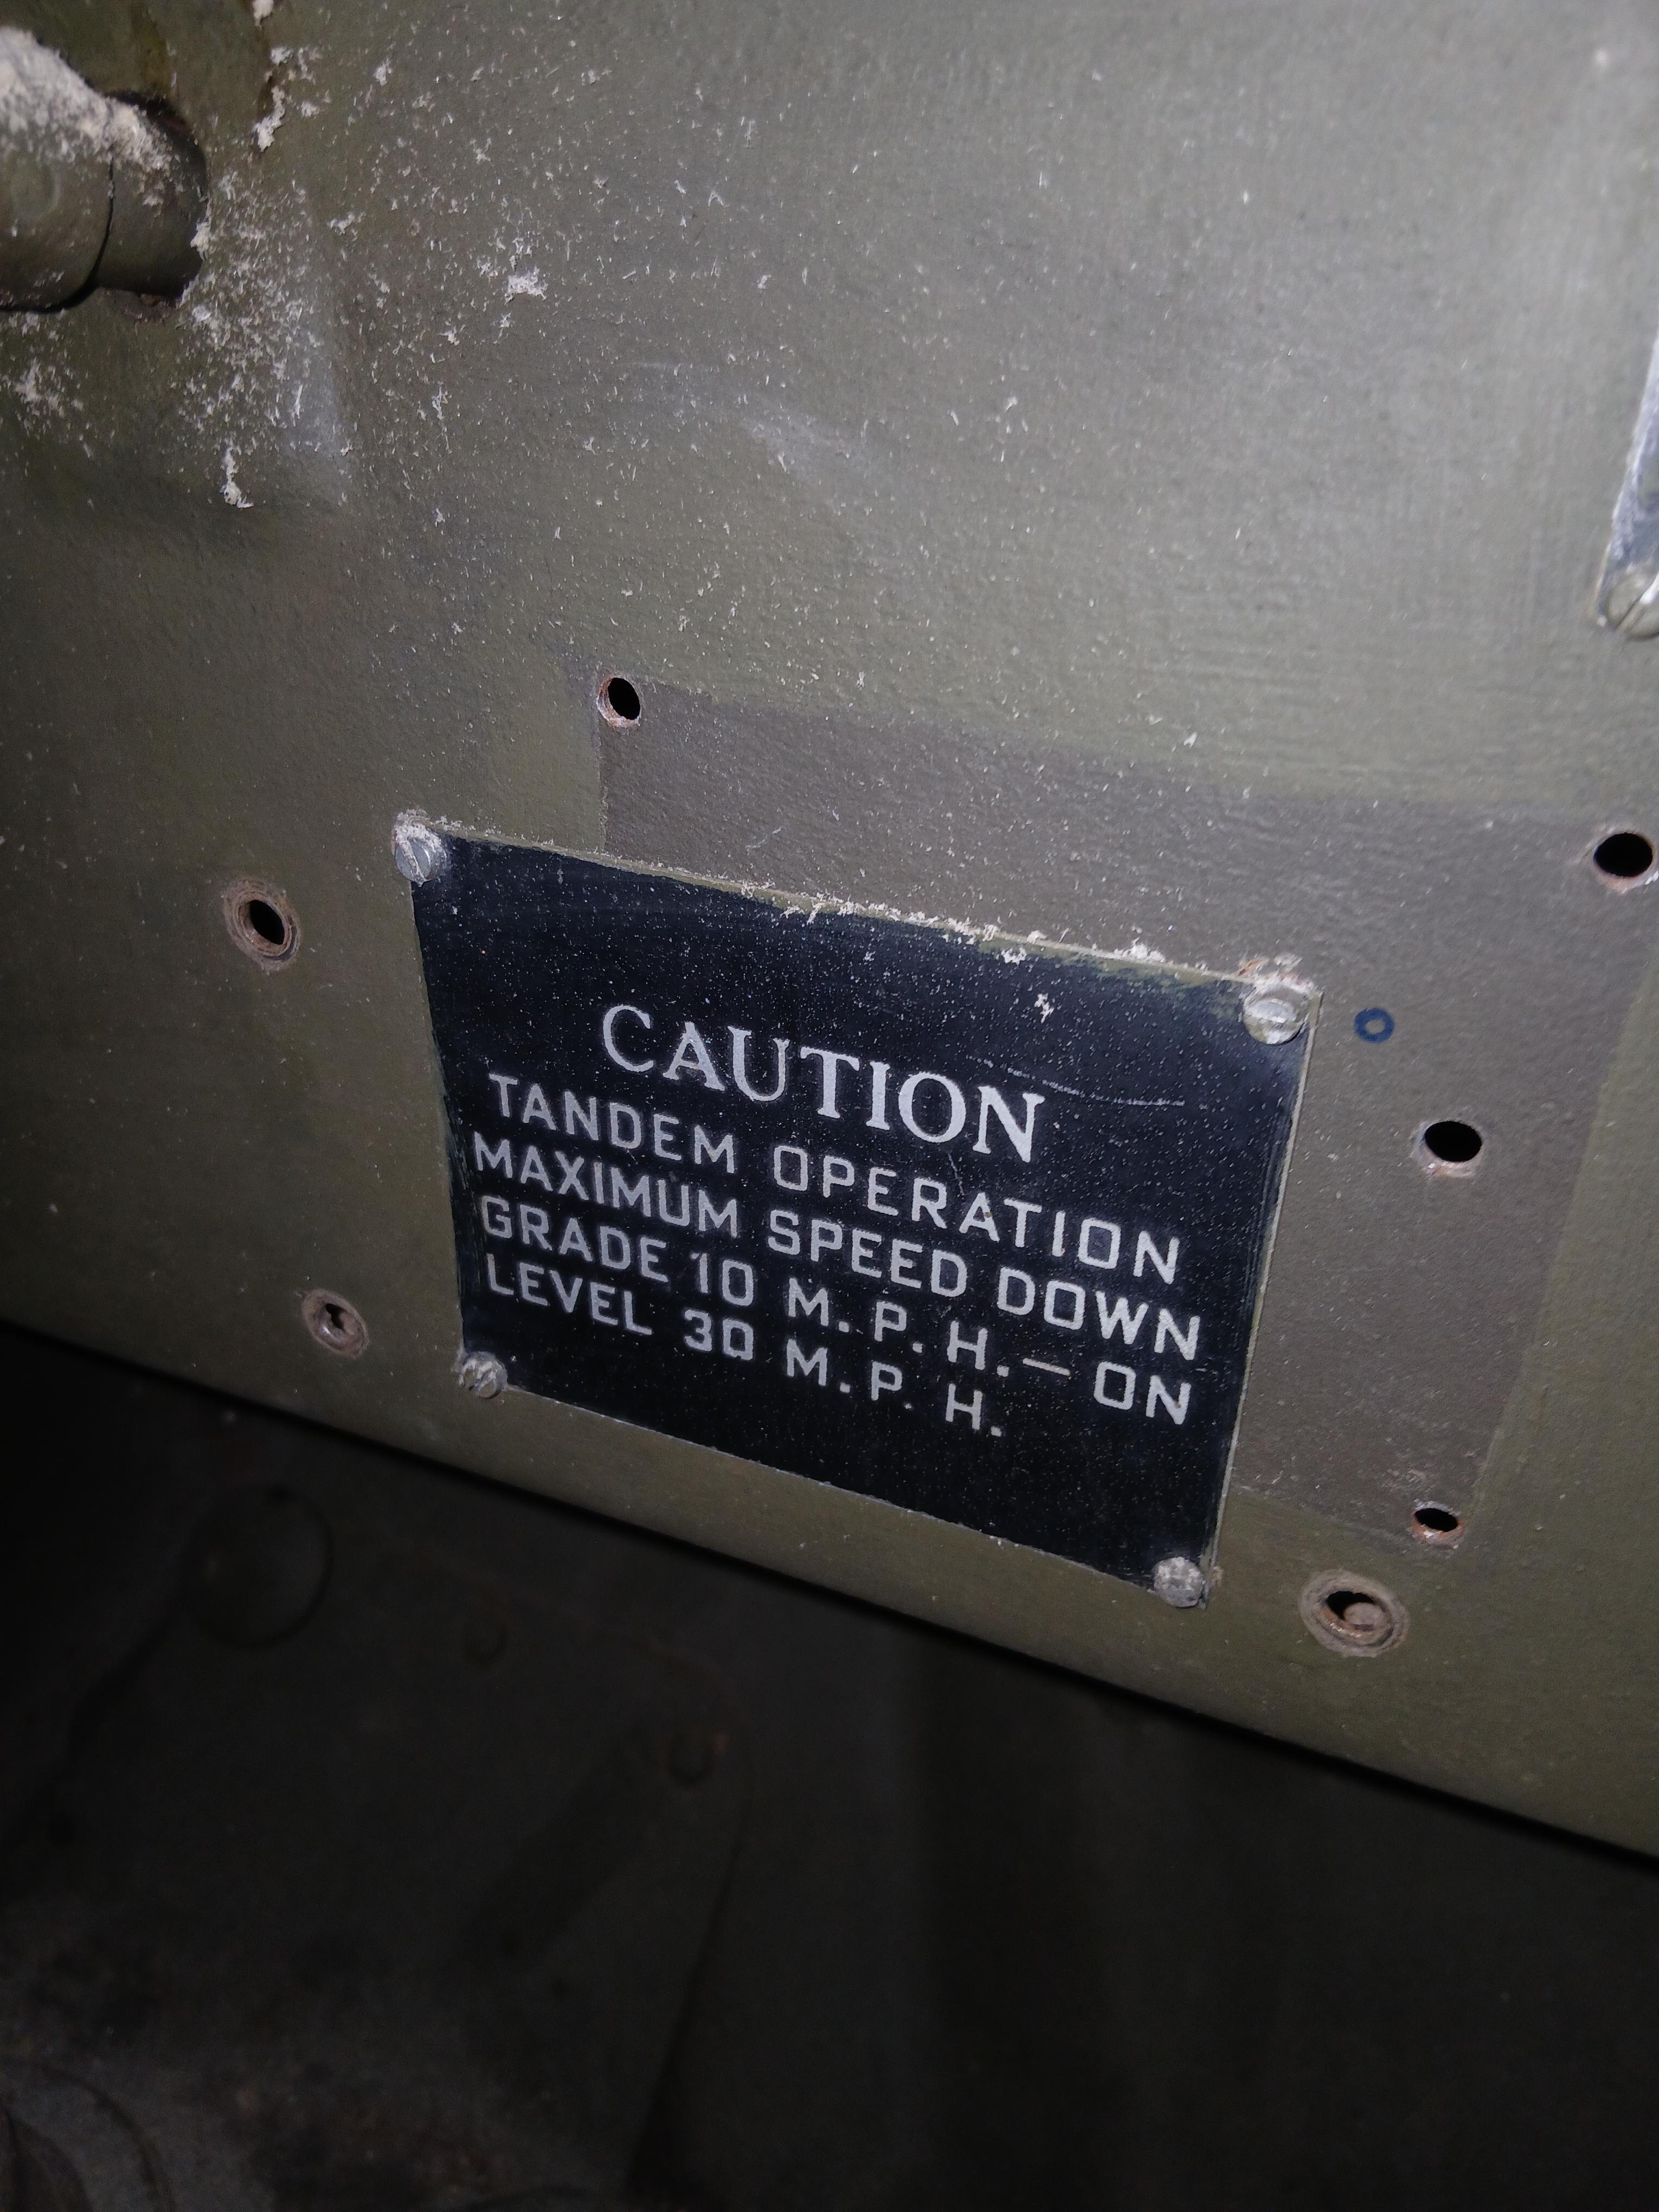 CAUTION
TANDEM OPERATION
MAXIMUM SPEED DOWN
GRADE 10 M. P. H.— ON
LEVEL 30 M. P. H.